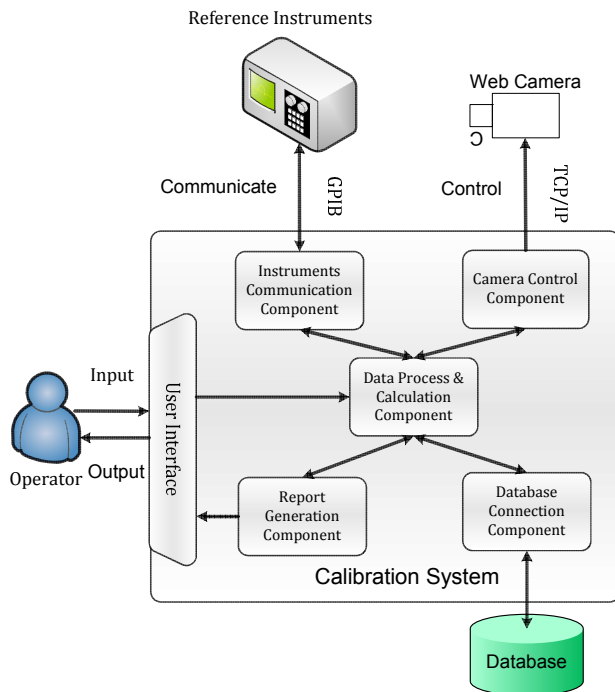 Reference Instruments
Web Camera
Communicate
GPIB
Control
TCP/IP
Instruments
Communication
Component
Camera Control
Component
Input
User Interface
Data Process &
Calculation
Component
Operator
Output
Report
Generation
Component
Database
Connection
Component
Calibration System
Database